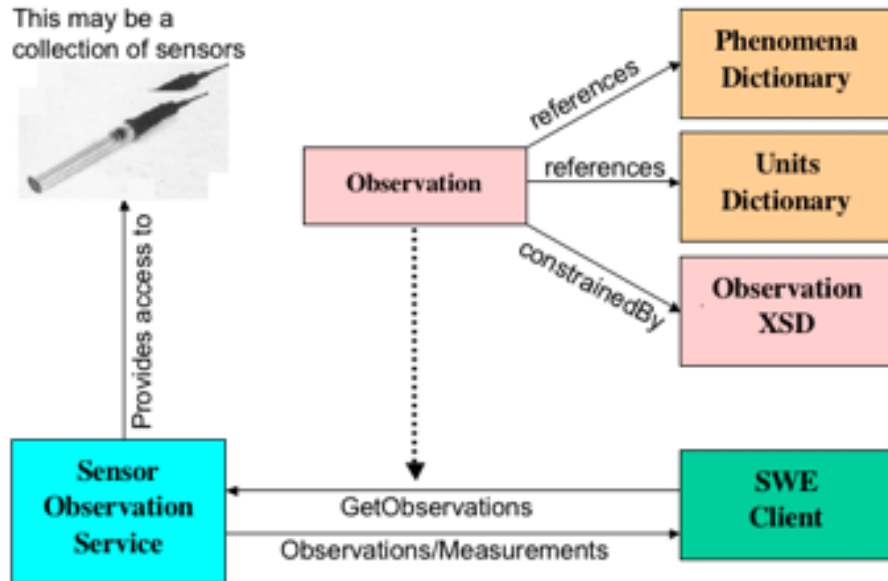 This may be a
collection of sensors
Phenomena
Dictionary
references
Observation
references
Units
Dictionary
constrainedBy
Observation
XSD
Provides access to
Sensor
Observation
Service
GetObservations
Observations/Measurements
SWE
Client